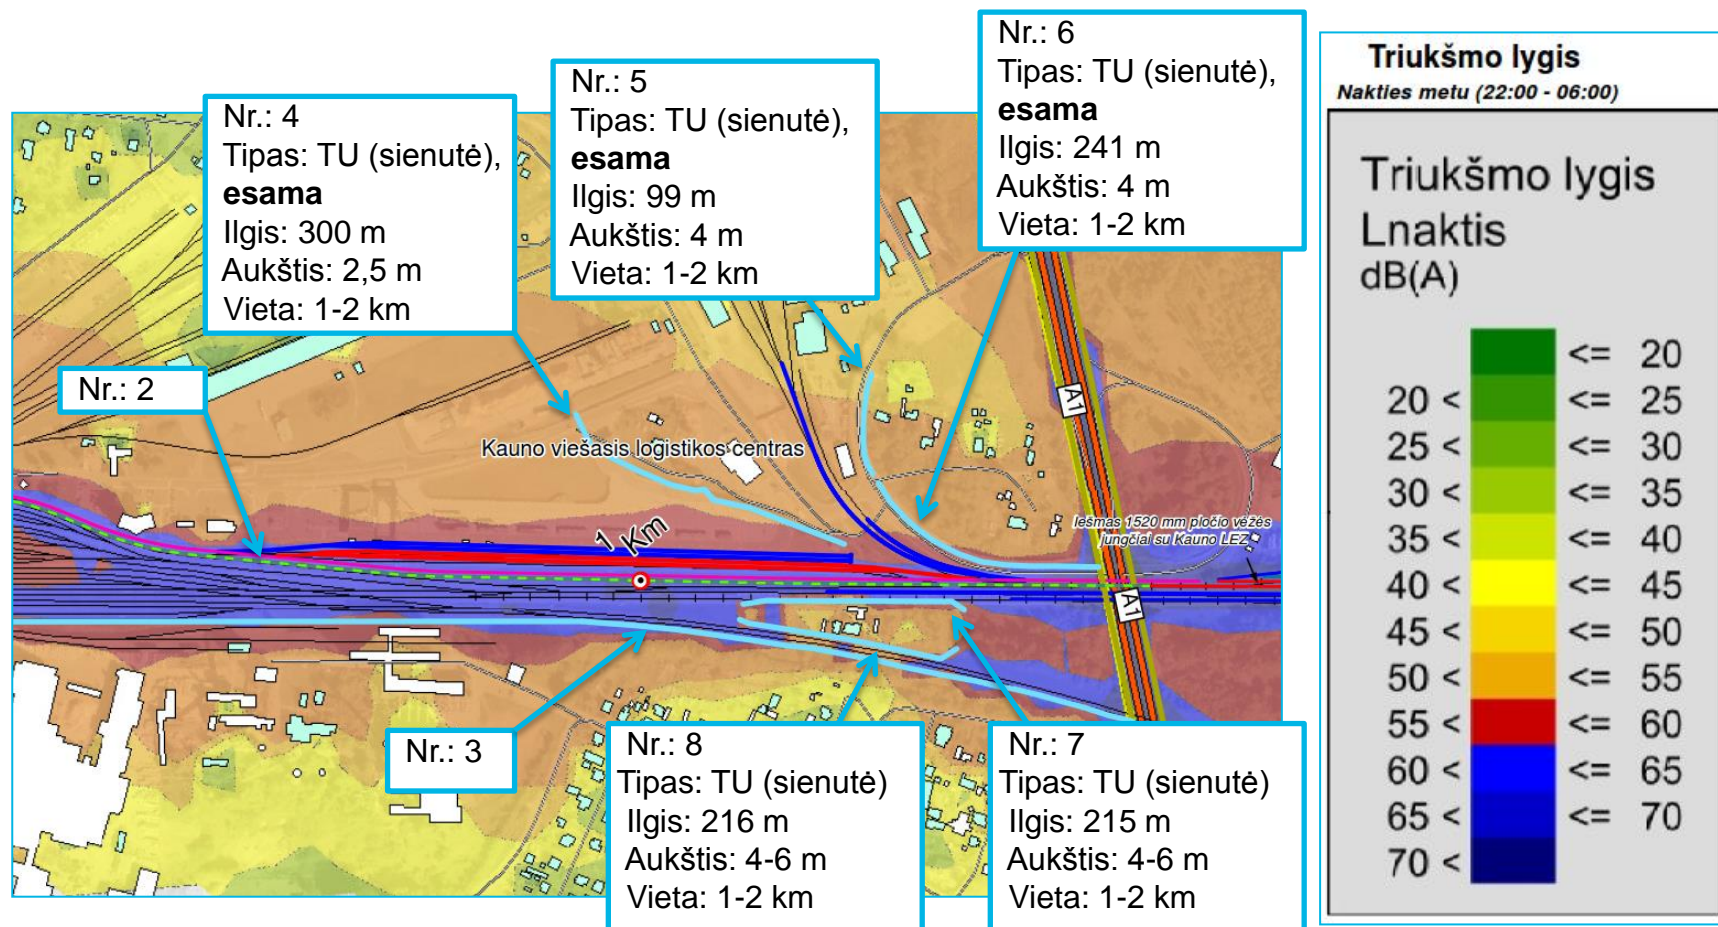 Nr.: 4
Tipas: TU (sienutė),
esama
Ilgis: 300 m
Aukštis: 2,5 m
Vieta: 1-2 km
Nr.: 5
Tipas: TU (sienutė),
esama
Ilgis: 99 m
Aukštis: 4 m
Vieta: 1-2 km
Nr.: 6
Tipas: TU (sienutė),
esama
Ilgis: 241 m
Aukštis: 4 m
Vieta: 1-2 km
Nr.: 2
Kauno viešasis logistikos centras
1 Km
A1
Iešmas 1520 mm pločio vėžės
jungčiai su Kauno LEZ
A1
Nr.: 3
Nr.: 8
Tipas: TU (sienutė)
Ilgis: 216 m
Aukštis: 4-6 m
Vieta: 1-2 km
Nr.: 7
Tipas: TU (sienutė)
Ilgis: 215 m
Aukštis: 4-6 m
Vieta: 1-2 km
Triukšmo lygis
Nakties metu (22:00 - 06:00)
Triukšmo lygis
Lnaktis
dB(A)
<= 20
20 < <= 25
25 < <= 30
30 < <= 35
35 < <= 40
40 < <= 45
45 < <= 50
50 < <= 55
55 < <= 60
60 < <= 65
65 < <= 70
70 <